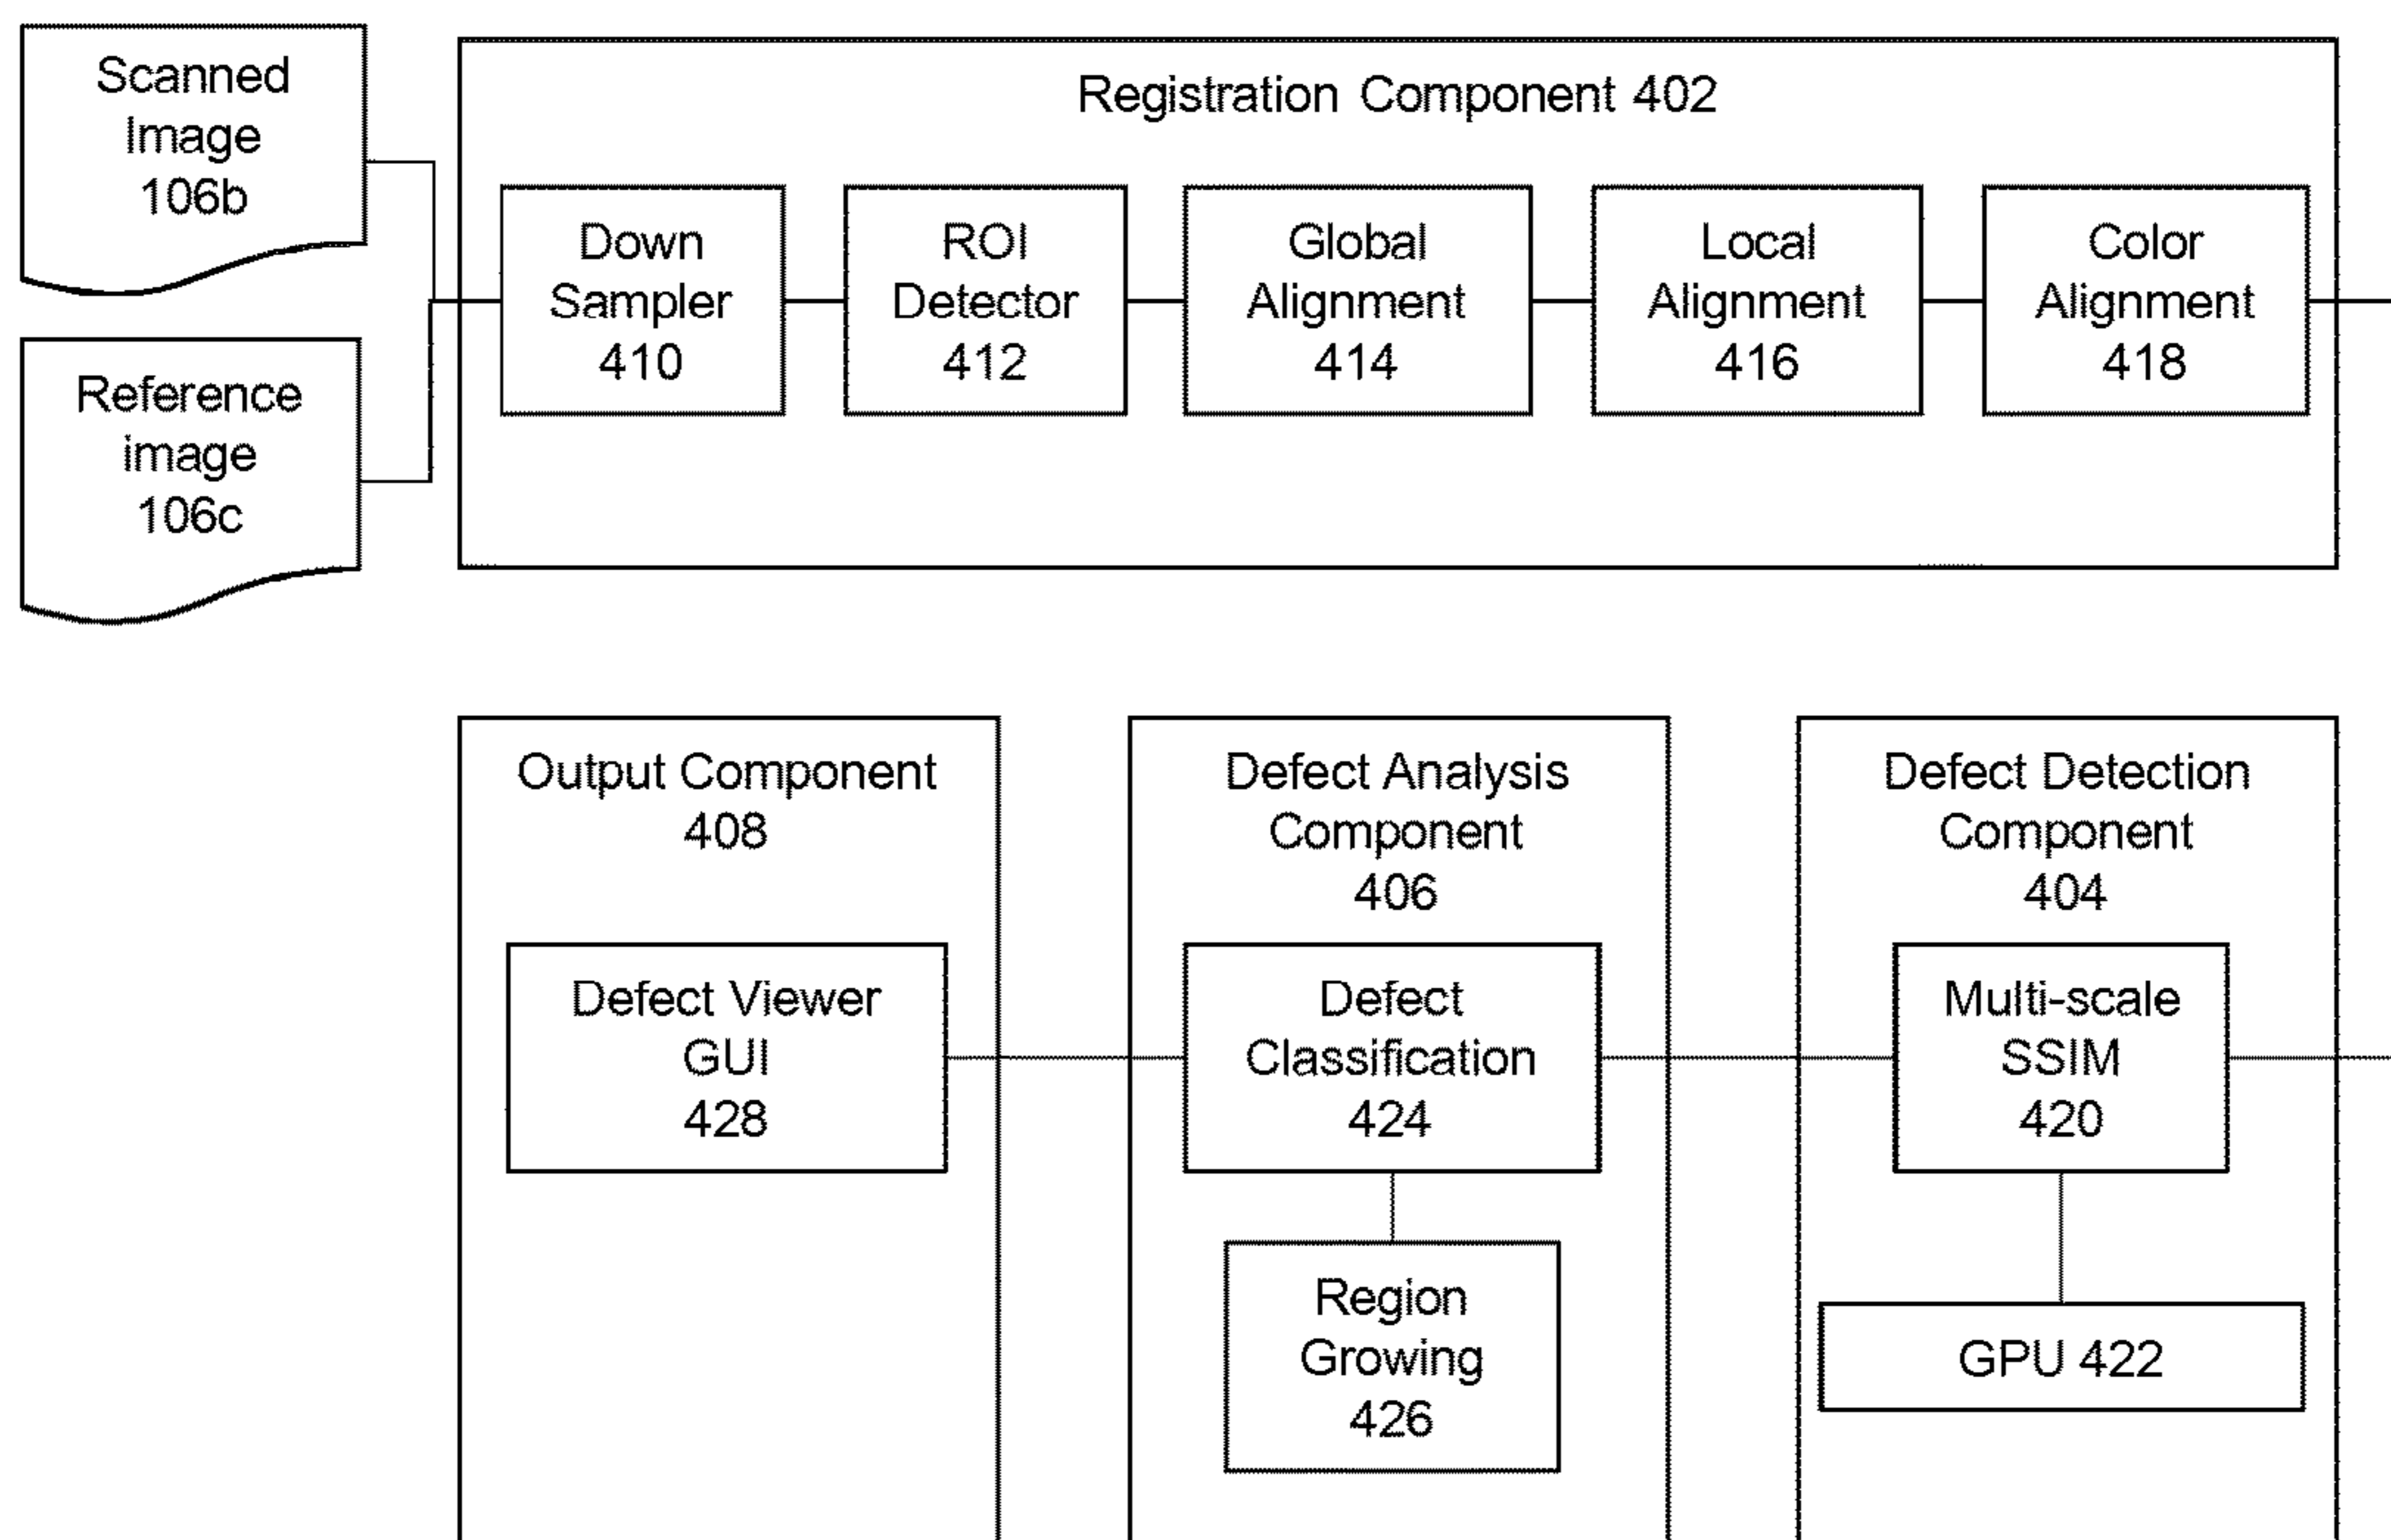 Scanned
Image
106b
Reference
image
106c
Registration Component 402
Down
Sampler
410
ROI
Detector
412
Global
Alignment
414
Local
Alignment
416
Color
Alignment
418
Output Component
408
Defect Viewer
GUI
428
Defect Analysis
Component
406
Defect
Classification
424
Region
Growing
426
Defect Detection
Component
404
Multi-scale
SSIM
420
GPU 422